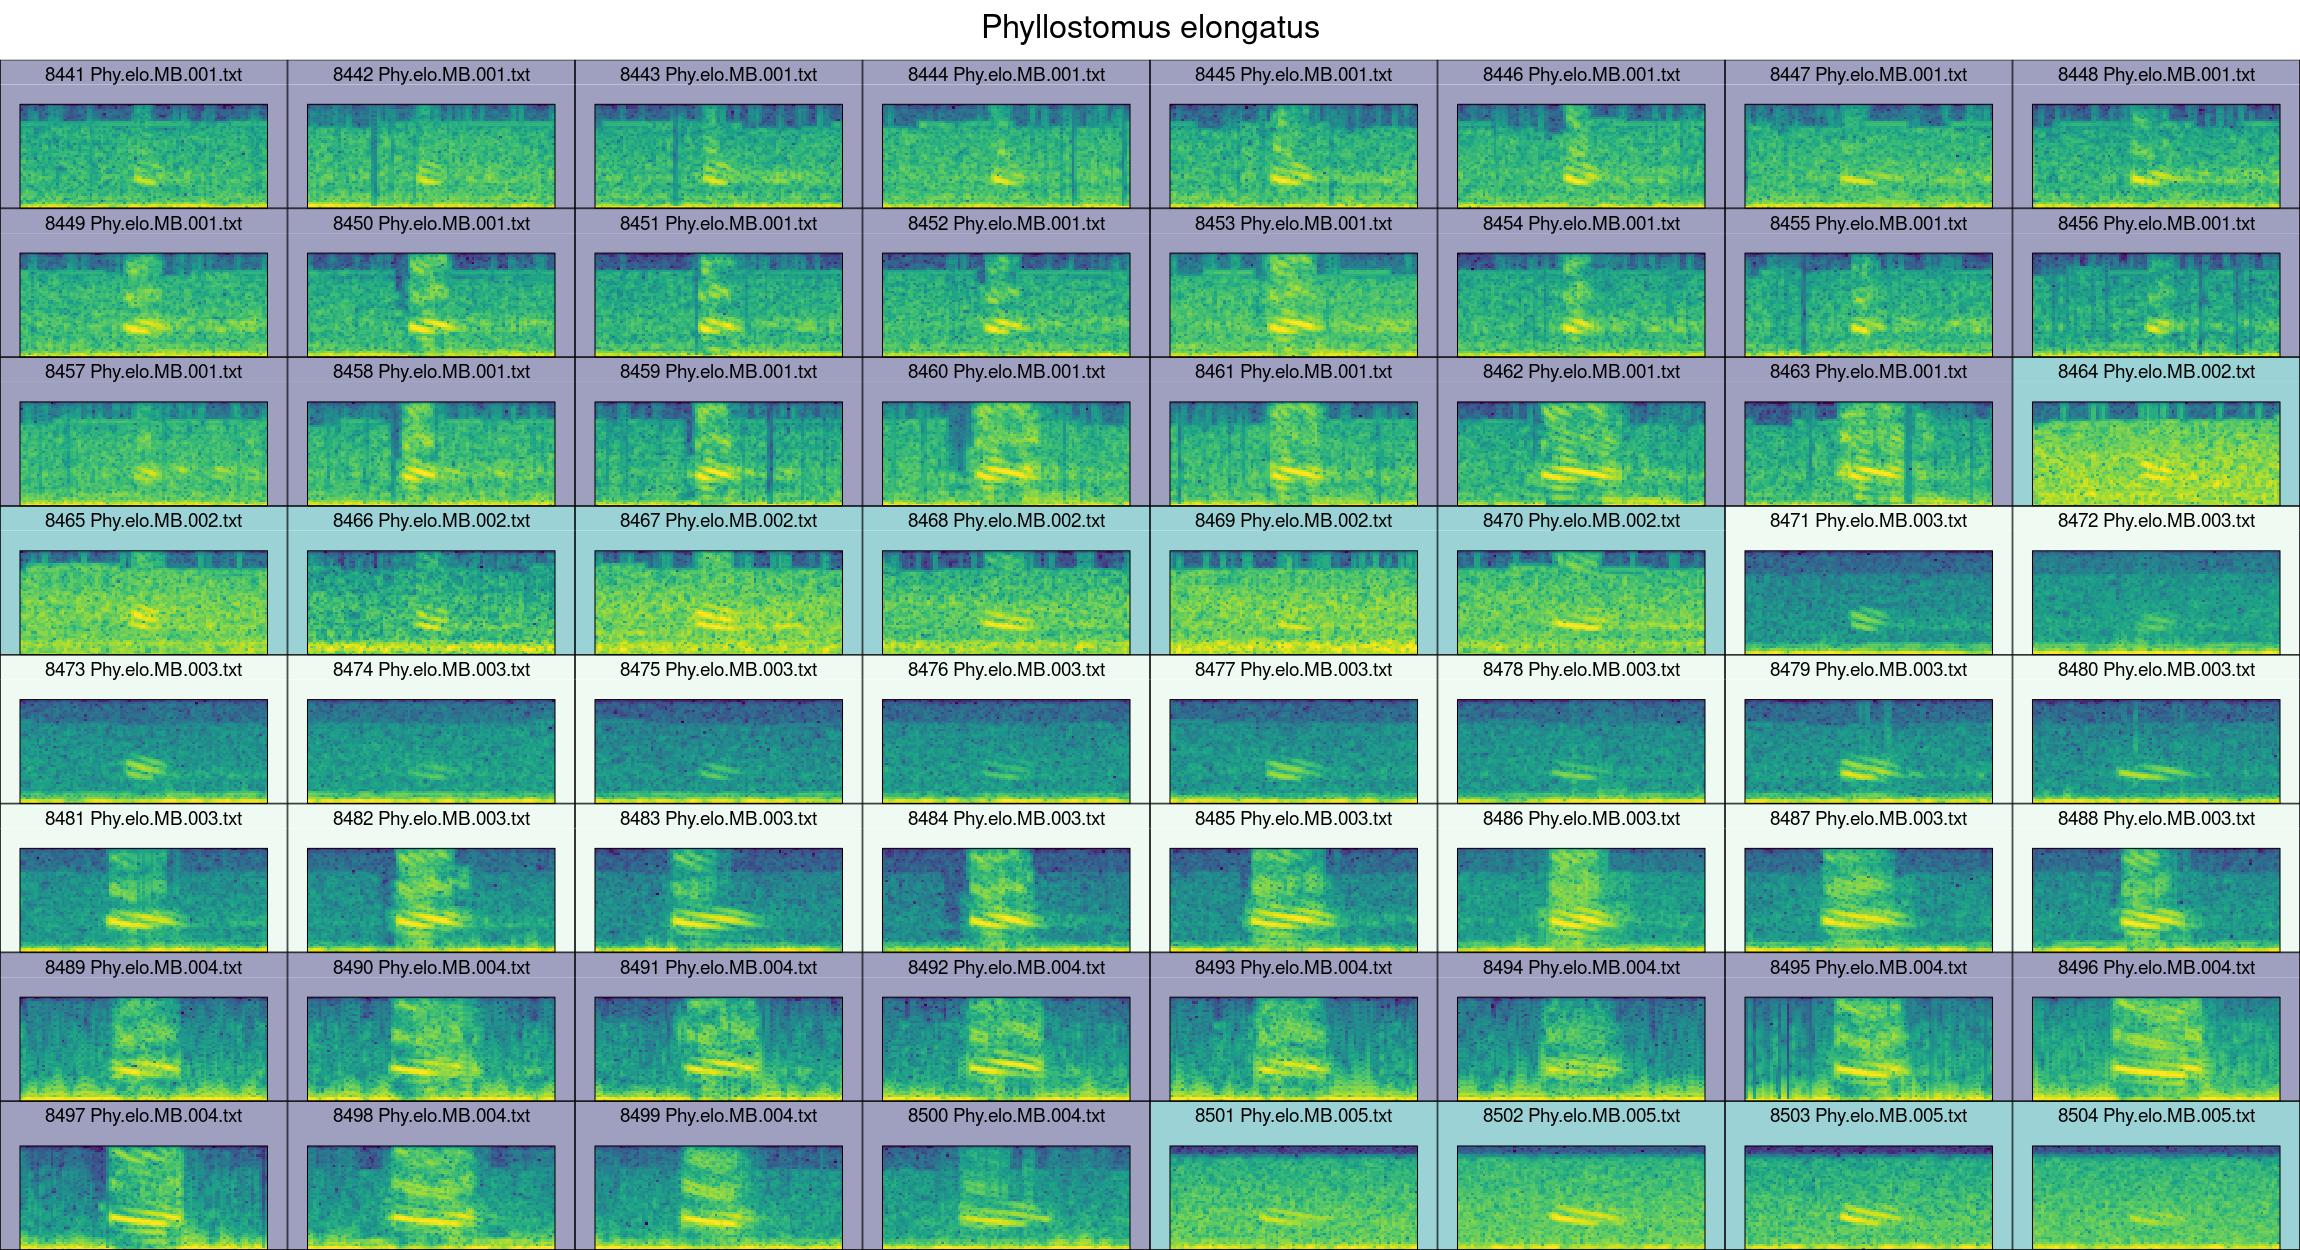 Phyllostomus elongatus
8441 Phy.elo.MB.001.txt 8442 Phy.elo.MB.001.txt 8443 Phy.elo.MB.001.txt 8444 Phy.elo.MB.001.txt 8445 Phy.elo.MB.001.txt 8446 Phy.elo.MB.001.txt 8447 Phy.elo.MB.001.txt 8448 Phy.elo.MB.001.txt
8449 Phy.elo.MB.001.txt 8450 Phy.elo.MB.001.txt 8451 Phy.elo.MB.001.txt 8452 Phy.elo.MB.001.txt 8453 Phy.elo.MB.001.txt 8454 Phy.elo.MB.001.txt 8455 Phy.elo.MB.001.txt 8456 Phy.elo.MB.001.txt
8457 Phy.elo.MB.001.txt 8458 Phy.elo.MB.001.txt 8459 Phy.elo.MB.001.txt 8460 Phy.elo.MB.001.txt 8461 Phy.elo.MB.001.txt 8462 Phy.elo.MB.001.txt 8463 Phy.elo.MB.001.txt 8464 Phy.elo.MB.002.txt
8465 Phy.elo.MB.002.txt 8466 Phy.elo.MB.002.txt 8467 Phy.elo.MB.002.txt 8468 Phy.elo.MB.002.txt 8469 Phy.elo.MB.002.txt 8470 Phy.elo.MB.002.txt 8471 Phy.elo.MB.003.txt 8472 Phy.elo.MB.003.txt
8473 Phy.elo.MB.003.txt 8474 Phy.elo.MB.003.txt 8475 Phy.elo.MB.003.txt 8476 Phy.elo.MB.003.txt 8477 Phy.elo.MB.003.txt 8478 Phy.elo.MB.003.txt 8479 Phy.elo.MB.003.txt 8480 Phy.elo.MB.003.txt
8481 Phy.elo.MB.003.txt 8482 Phy.elo.MB.003.txt 8483 Phy.elo.MB.003.txt 8484 Phy.elo.MB.003.txt 8485 Phy.elo.MB.003.txt 8486 Phy.elo.MB.003.txt 8487 Phy.elo.MB.003.txt 8488 Phy.elo.MB.003.txt
8489 Phy.elo.MB.004.txt 8490 Phy.elo.MB.004.txt 8491 Phy.elo.MB.004.txt 8492 Phy.elo.MB.004.txt 8493 Phy.elo.MB.004.txt 8494 Phy.elo.MB.004.txt 8495 Phy.elo.MB.004.txt 8496 Phy.elo.MB.004.txt
8497 Phy.elo.MB.004.txt 8498 Phy.elo.MB.004.txt 8499 Phy.elo.MB.004.txt 8500 Phy.elo.MB.004.txt 8501 Phy.elo.MB.005.txt 8502 Phy.elo.MB.005.txt 8503 Phy.elo.MB.005.txt 8504 Phy.elo.MB.005.txt